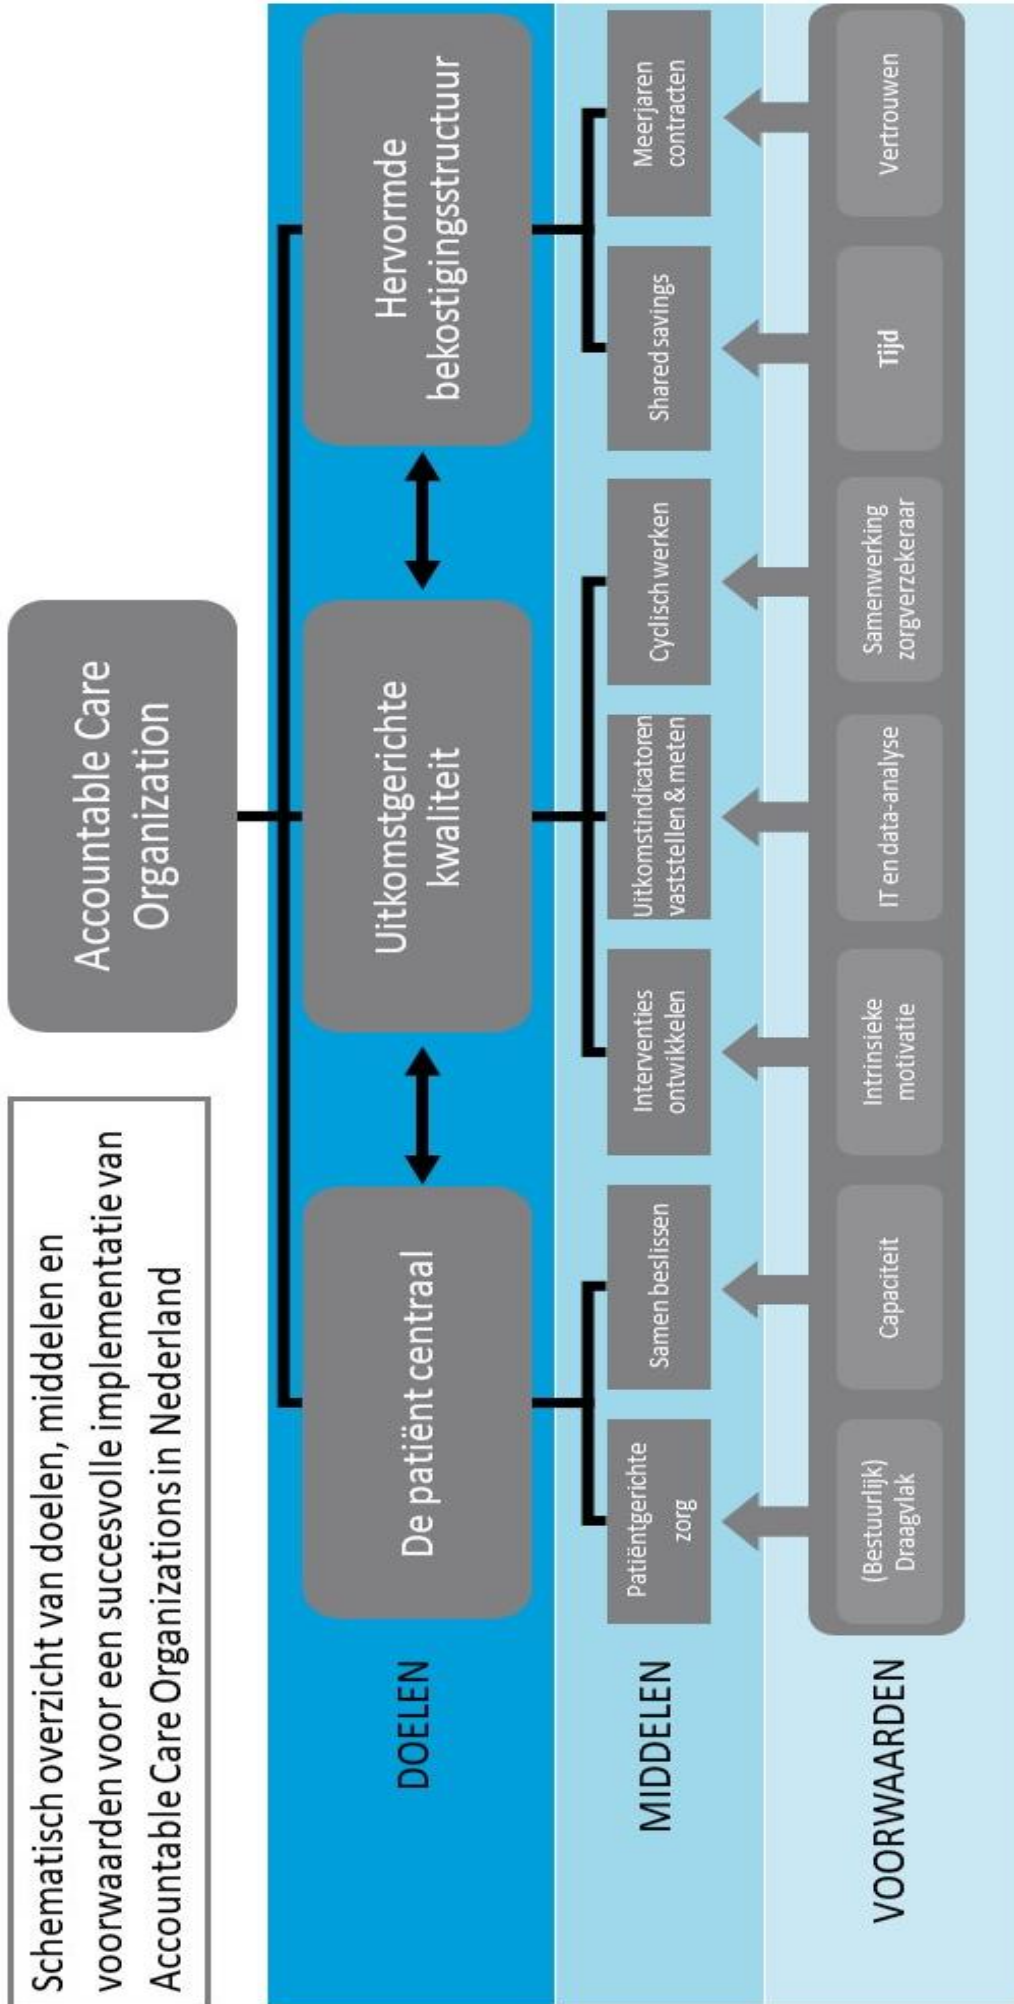 Schematisch overzicht van doelen, middelen en
voorwaarden voor een succesvolle implementatie van
Accountable Care Organizations in Nederland
Accountable Care
Organization
DOELEN
De patiënt centraal
Uitkomstgerichte
kwaliteit
Hervormde
bekostigingsstructuur
MIDDELEN
Patiëntgerichte
zorg
Samen beslissen
Interventies
ontwikkelen
Uitkomstindicatoren
vaststellen & meten
Cyclisch werken
Shared savings
Meerjaren
contracten
VOORWAARDEN
(Bestuurlijk)
Draagvlak
Capaciteit
Intrinsieke
motivatie
IT en data-analyse
Samenwerking
zorgverzekeraar
Tijd
Vertrouwen